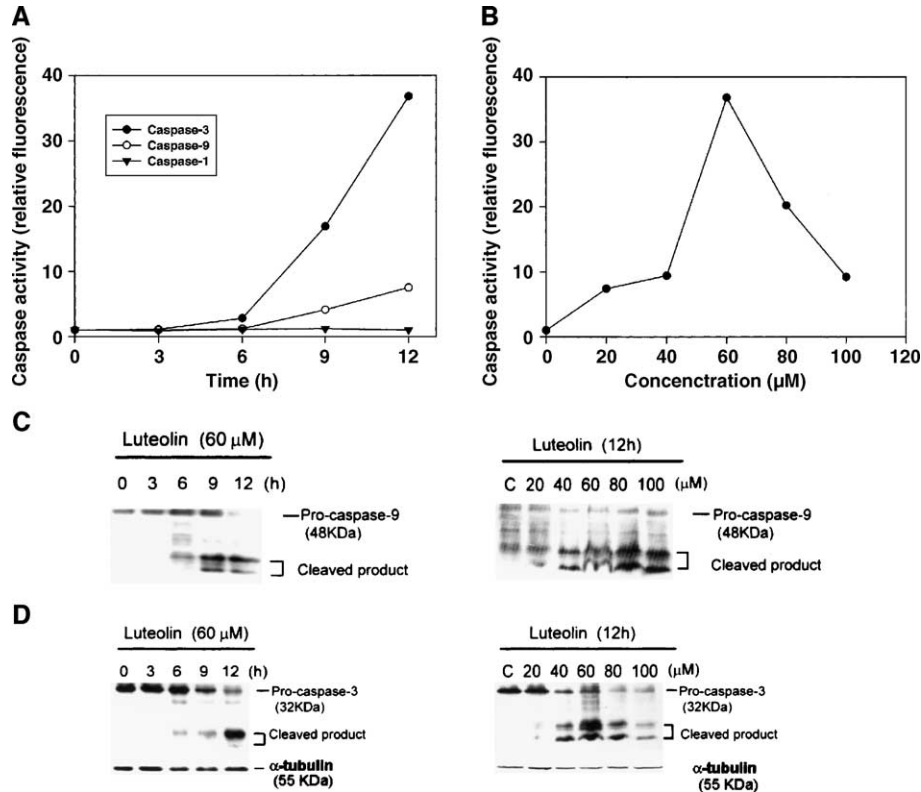 A
B
Caspase activity (relative fluorescence)
40
30
20
10
0
Caspase-3
Caspase-9
Caspase-1
0 3 6 9 12
Time (h)
Caspase activity (relative fluorescence)
40
30
20
10
0
0 20 40 60 80 100 120
Concenctration (µM)
C
Luteolin (60 µM)
0 3 6 9 12 (h)
Pro-caspase-9
(48KDa)
Cleaved product
Luteolin (12h)
C 20 40 60 80 100 (µM)
Pro-caspase-9
(48KDa)
Cleaved product
D
Luteolin (60 µM)
0 3 6 9 12 (h)
Pro-caspase-3
(32KDa)
Cleaved product
α-tubulin
(55 KDa)
Luteolin (12h)
C 20 40 60 80 100 (µM)
Pro-caspase-3
(32KDa)
Cleaved product
α-tubulin
(55 KDa)